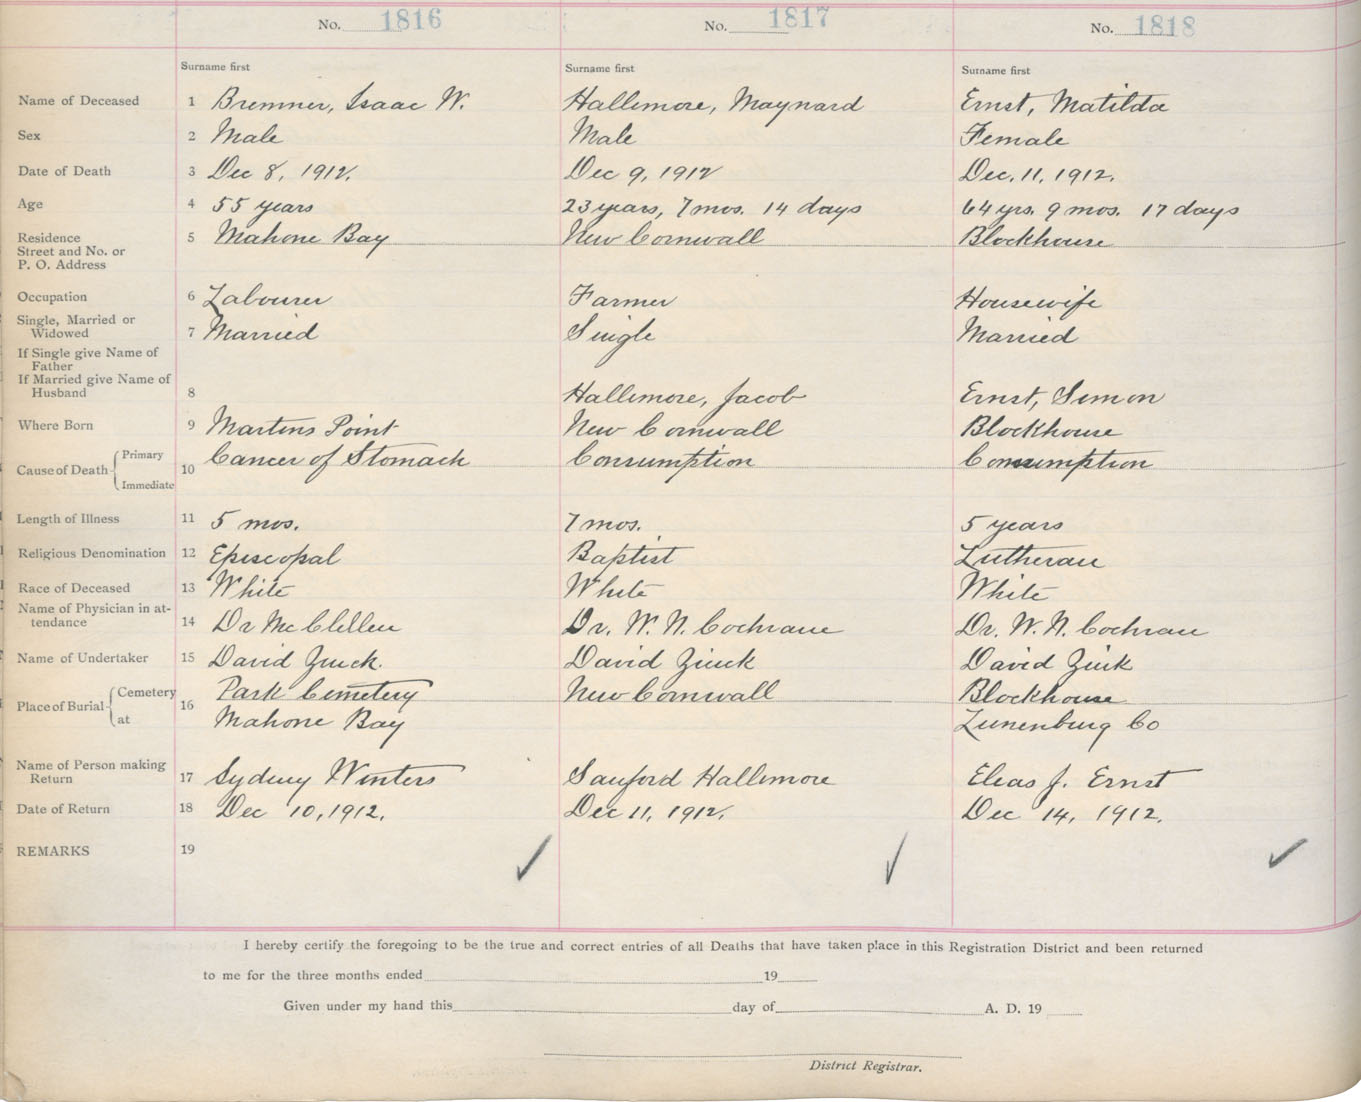 No. 1816 No. 1817 No. 1818
Surname first Surname first Surname first
Name of Deceased 1 Bremner, Isaac W. Hallimore, Maynard Ernst, Matilda
Sex 2 Male Male Female
Date of Death 3 Dec 8, 1912. Dec 9, 1912 Dec. 11, 1912.
Age 4 55 years 23 years, 7 mos. 14 days 64 yrs. 9 mos. 17 days
Residence 5 Mahone Bay New Cornwall Blockhouse
Street and No. or
P. O. Address
Occupation 6 Labourer Farmer Housewife
Single, Married or
Widowed 7 Married Single Married
If Single give Name of
Father
If Married give Name of
Husband 8 Hallimore, Jacob Ernst, Simon
Where Born 9 Martins Point New Cornwall Blockhouse
Cause of Death Primary 10 Cancer of Stomach Consumption Consumption
Immediate
Length of Illness 11 5 mos. 7 mos. 5 years
Religious Denomination 12 Episcopal Baptist Lutheran
Race of Deceased 13 White White White
Name of Physician in at-
tendance 14 Dr McClellen Dr. W. N. Cochrane Dr. W. N. Cochran
Name of Undertaker 15 David Zinck. David Zinck David Zink
Place of Burial Cemetery 16 Park Cemetery New Cornwall Blockhouse
at Mahone Bay Lunenburg Co
Name of Person making
Return 17 Sydney Winters Sanford Hallimore Elias J. Ernst
Date of Return 18 Dec 10, 1912. Dec 11, 1912. Dec 14, 1912.
REMARKS 19
I hereby certify the foregoing to be the true and correct entries of all Deaths that have taken place in this Registration District and been returned
to me for the three months ended 19
Given under my hand this day of A. D. 19
District Registrar.